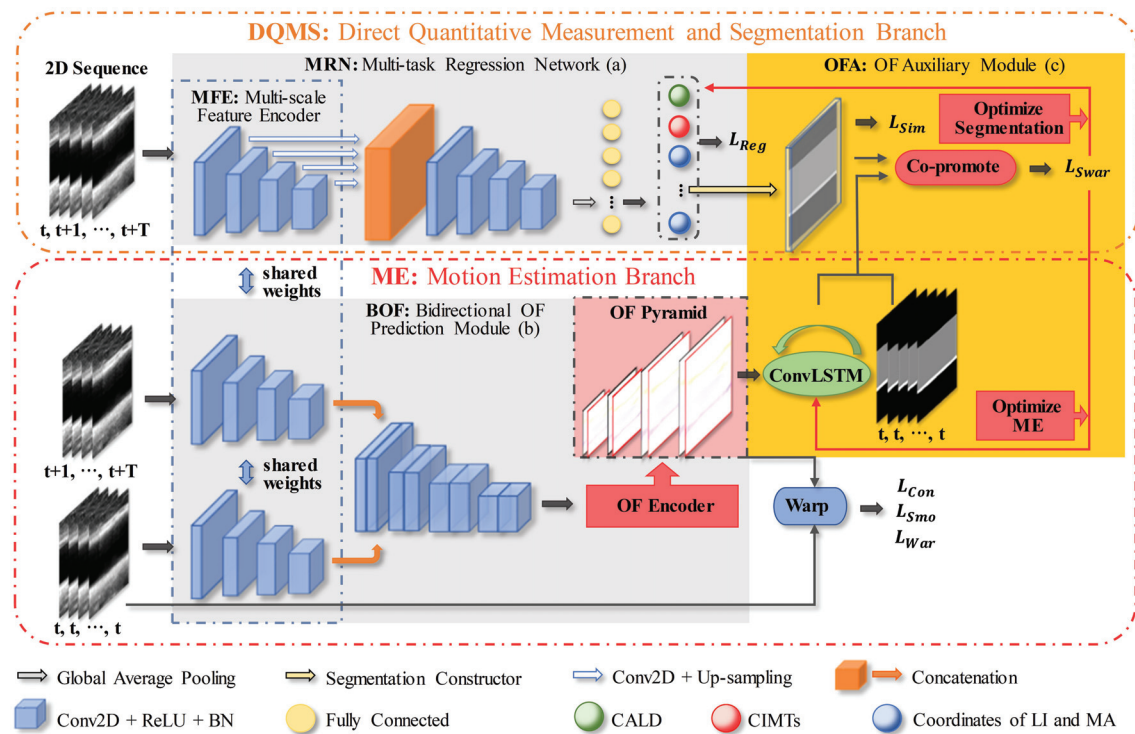 DQMS: Direct Quantitative Measurement and Segmentation Branch
2D Sequence
MRN: Multi-task Regression Network (a)
OFA: OF Auxiliary Module (c)
MFE: Multi-scale
Feature Encoder
Optimize
Segmentation
L_Sim
L_Reg
Co-promote
L_Swar
t, t+1, ···, t+T
shared
weights
ME: Motion Estimation Branch
BOF: Bidirectional OF
Prediction Module (b)
OF Pyramid
ConvLSTM
Optimize
ME
t, t, ···, t
t+1, ···, t+T
shared
weights
OF Encoder
Warp
L_Con
L_Smo
L_War
t, t, ···, t
Global Average Pooling
Segmentation Constructor
Conv2D + Up-sampling
Concatenation
Conv2D + ReLU + BN
Fully Connected
CALD
CIMTs
Coordinates of LI and MA